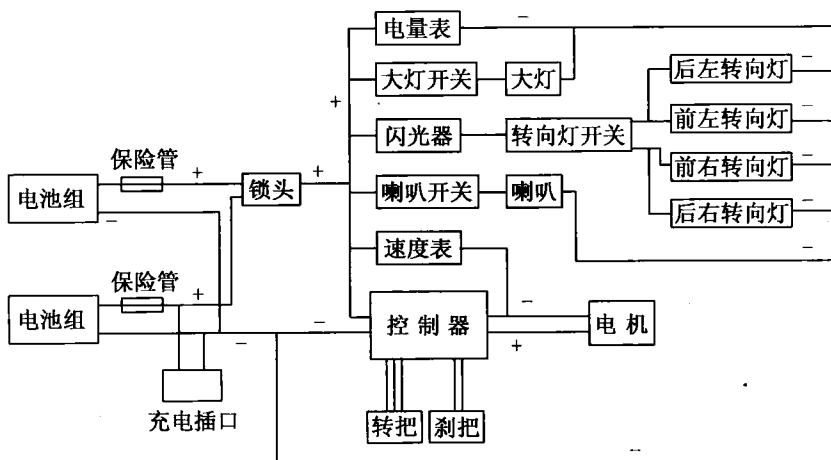 电量表
－
大灯开关
大灯
＋
闪光器
转向灯开关
后左转向灯
－
前左转向灯
－
前右转向灯
－
后右转向灯
－
保险管
＋
电池组
－
锁头
＋
喇叭开关
喇叭
－
速度表
保险管
＋
电池组
－
－
控制器
－
＋
电机
充电插口
转把
刹把
－